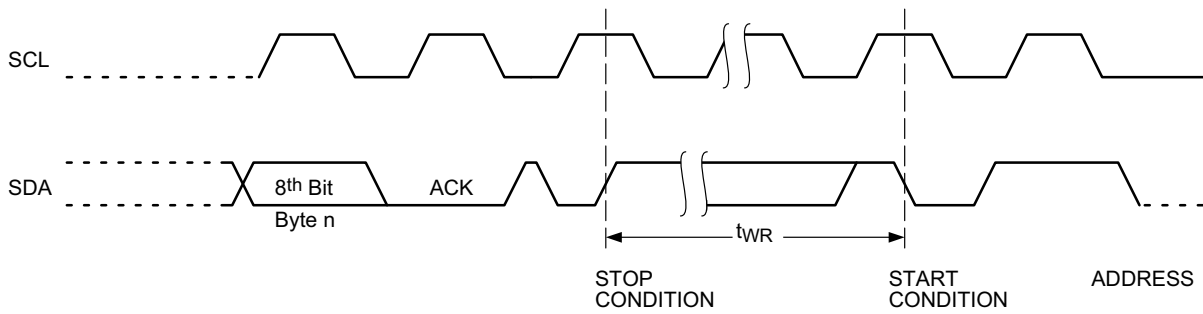 SCL
SDA
8th Bit
ACK
Byte n
tWR
STOP
CONDITION
START
CONDITION
ADDRESS